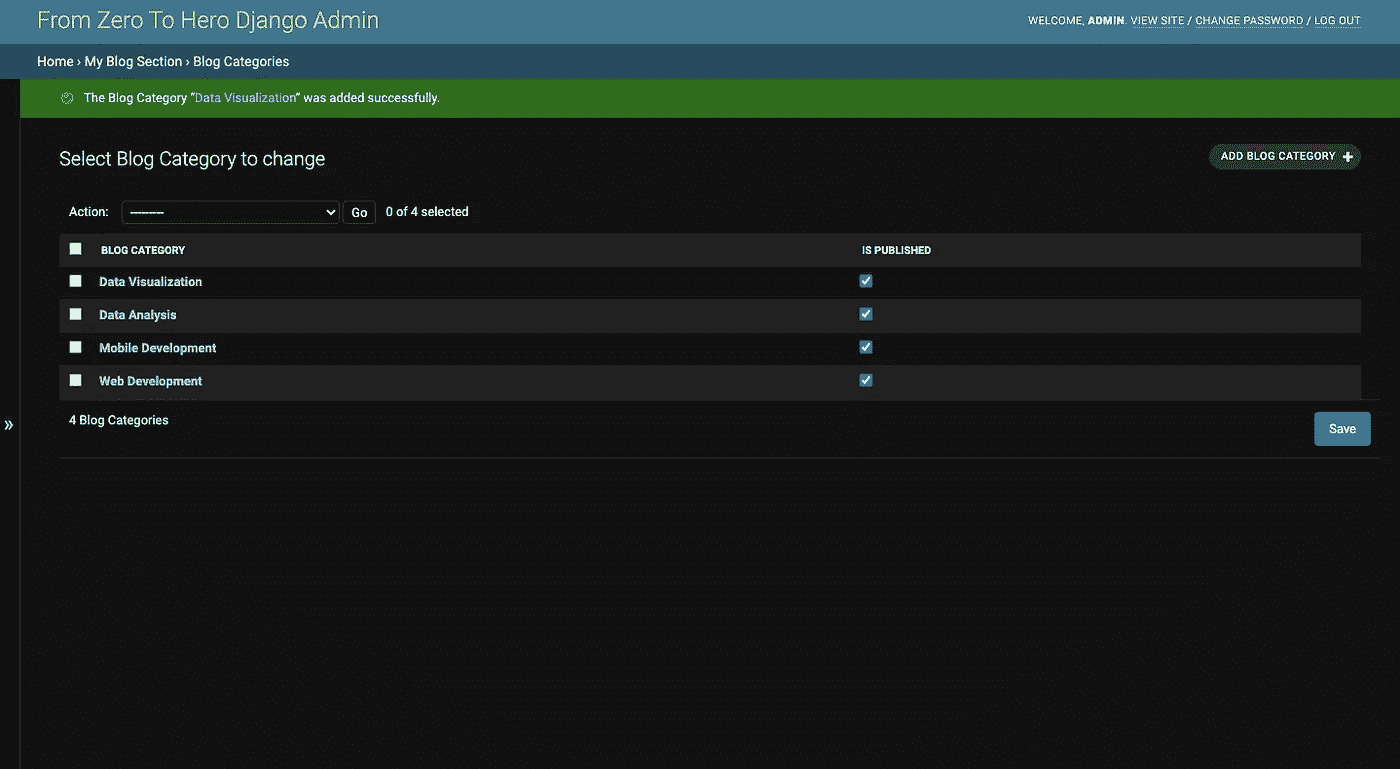 From Zero To Hero Django Admin
WELCOME, ADMIN. VIEW SITE / CHANGE PASSWORD / LOG OUT
Home › My Blog Section › Blog Categories
The Blog Category “Data Visualization” was added successfully.
Select Blog Category to change
ADD BLOG CATEGORY +
Action: --------- Go 0 of 4 selected
BLOG CATEGORY IS PUBLISHED
Data Visualization
Data Analysis
Mobile Development
Web Development
»
4 Blog Categories
Save